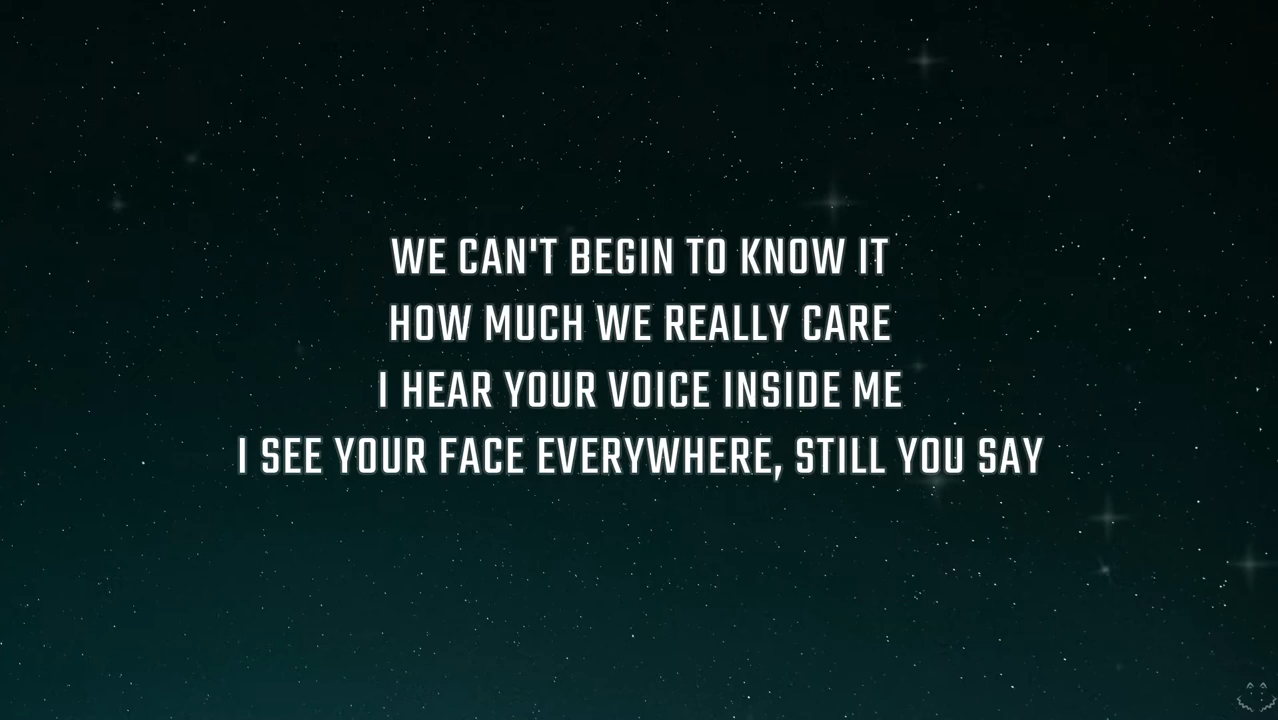 WE CAN'T BEGIN TO KNOW IT
HOW MUCH WE REALLY CARE
I HEAR YOUR VOICE INSIDE ME
I SEE YOUR FACE EVERYWHERE, STILL YOU SAY